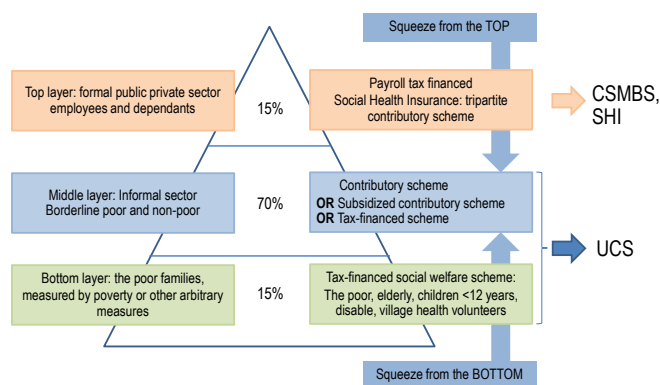 Squeeze from the TOP
Top layer: formal public private sector
employees and dependants
15%
Payroll tax financed
Social Health Insurance: tripartite
contributory scheme
CSMBS,
SHI
Middle layer: Informal sector
Borderline poor and non-poor
70%
Contributory scheme
OR Subsidized contributory scheme
OR Tax-financed scheme
UCS
Bottom layer: the poor families,
measured by poverty or other arbitrary
measures
15%
Tax-financed social welfare scheme:
The poor, elderly, children <12 years,
disable, village health volunteers
Squeeze from the BOTTOM